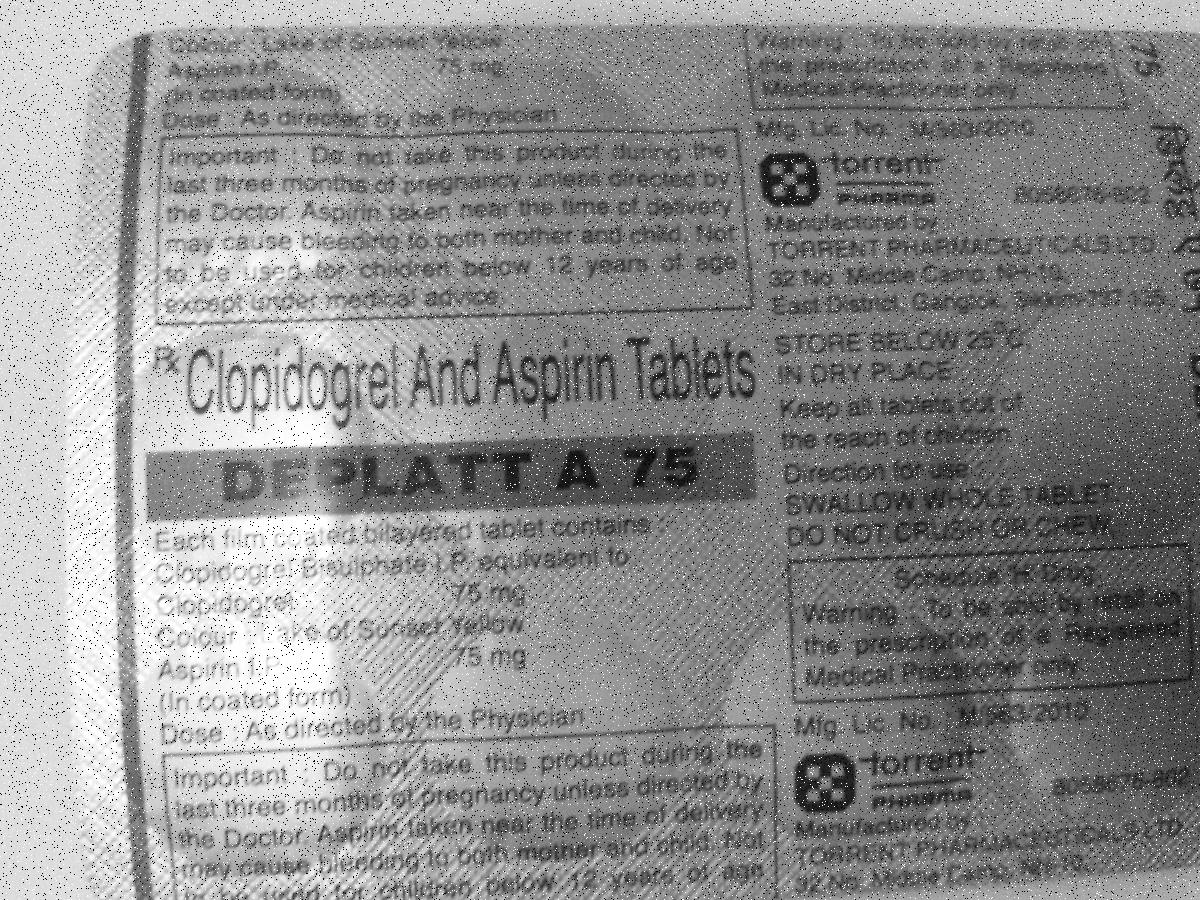 Colour : Lake of Sunset Yellow
Aspirin I.P. 75 mg
(In coated form)
Dose : As directed by the Physician
Important : Do not take this product during the
last three months of pregnancy unless directed by
the Doctor. Aspirin taken near the time of delivery
may cause bleeding to both mother and child. Not
to be used for children below 12 years of age
except under medical advice.
Rx Clopidogrel And Aspirin Tablets
DEPLATT A 75
Each film coated bilayered tablet contains
Clopidogrel Bisulphate I.P. equivalent to
Clopidogrel 75 mg
Colour : Lake of Sunset Yellow
Aspirin I.P. 75 mg
(In coated form)
Dose : As directed by the Physician
Important : Do not take this product during the
last three months of pregnancy unless directed by
the Doctor. Aspirin taken near the time of delivery
may cause bleeding to both mother and child. Not
to be used for children below 12 years of age
Warning : To be sold by retail on
the prescription of a Registered
Medical Practitioner only.
Mfg. Lic. No. : M/563/2010
torrent
PHARMA
8058676-802
Manufactured by :
TORRENT PHARMACEUTICALS LTD.
32 No. Middle Camp, NH-10,
East District, Gangtok, Sikkim-737 135.
STORE BELOW 25°C
IN DRY PLACE
Keep all tablets out of
the reach of children
Direction for use :
SWALLOW WHOLE TABLET.
DO NOT CRUSH OR CHEW.
Schedule 'H' Drug
Warning : To be sold by retail on
the prescription of a Registered
Medical Practitioner only.
Mfg. Lic. No. : M/563/2010
torrent
PHARMA
8058676-802
Manufactured by :
TORRENT PHARMACEUTICALS LTD.
32 No. Middle Camp, NH-10,